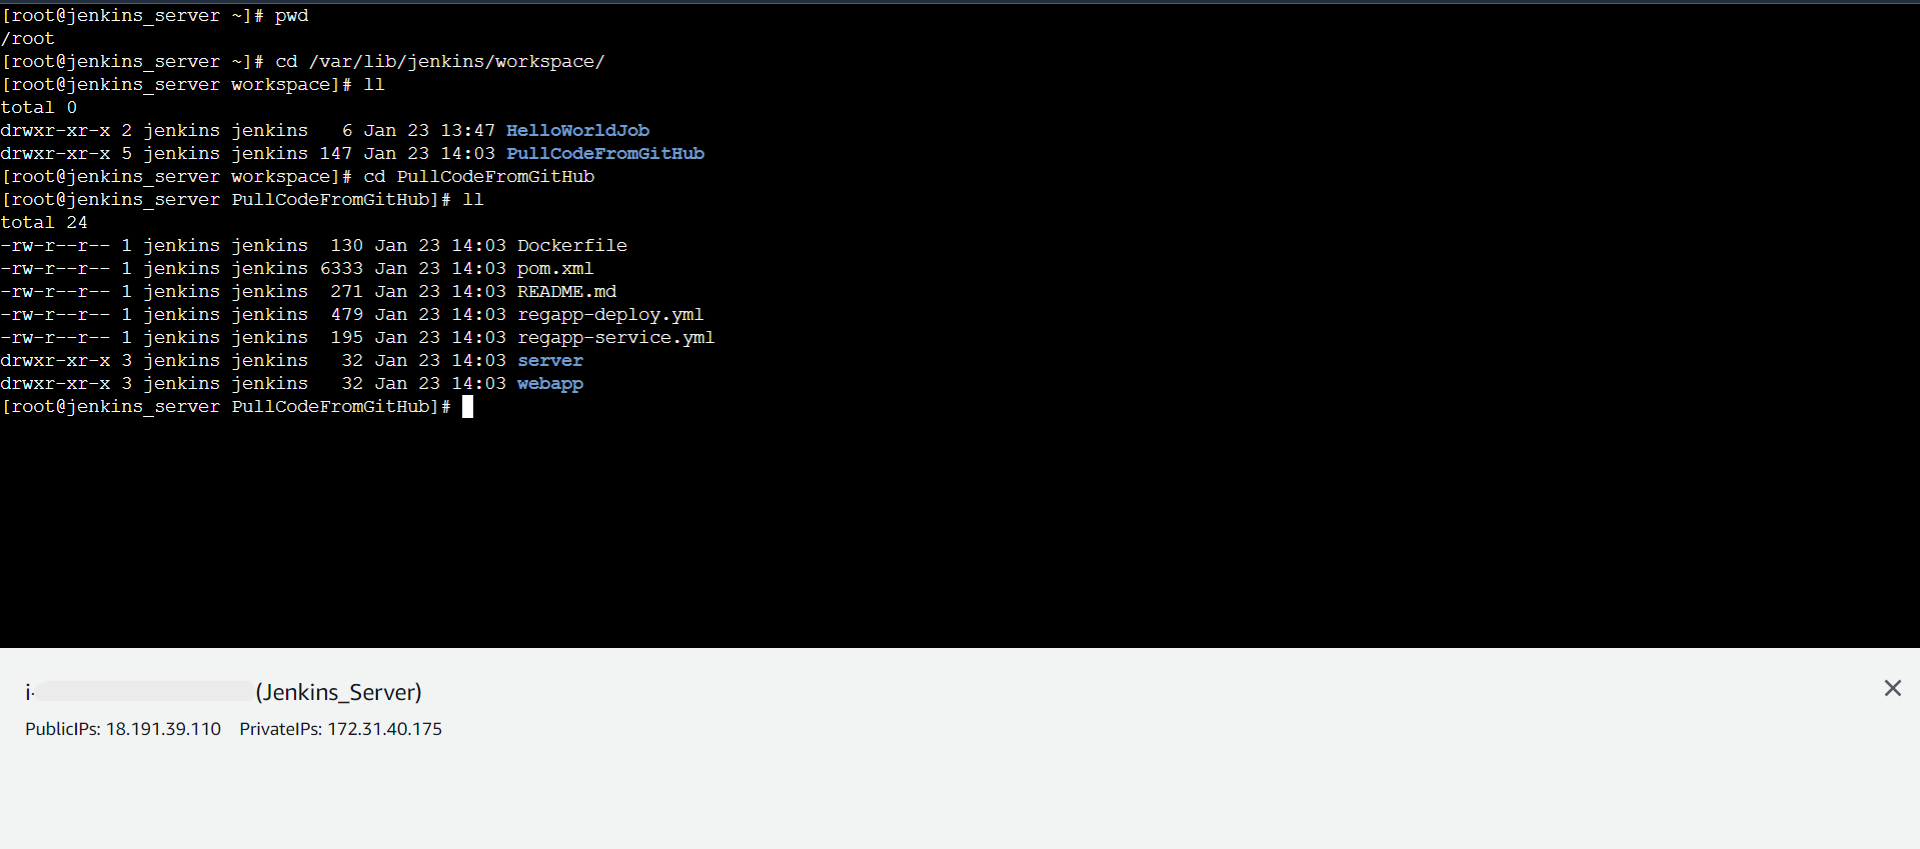 [root@jenkins_server ~]# pwd
/root
[root@jenkins_server ~]# cd /var/lib/jenkins/workspace/
[root@jenkins_server workspace]# ll
total 0
drwxr-xr-x 2 jenkins jenkins   6 Jan 23 13:47 HelloWorldJob
drwxr-xr-x 5 jenkins jenkins 147 Jan 23 14:03 PullCodeFromGitHub
[root@jenkins_server workspace]# cd PullCodeFromGitHub
[root@jenkins_server PullCodeFromGitHub]# ll
total 24
-rw-r--r-- 1 jenkins jenkins  130 Jan 23 14:03 Dockerfile
-rw-r--r-- 1 jenkins jenkins 6333 Jan 23 14:03 pom.xml
-rw-r--r-- 1 jenkins jenkins  271 Jan 23 14:03 README.md
-rw-r--r-- 1 jenkins jenkins  479 Jan 23 14:03 regapp-deploy.yml
-rw-r--r-- 1 jenkins jenkins  195 Jan 23 14:03 regapp-service.yml
drwxr-xr-x 3 jenkins jenkins   32 Jan 23 14:03 server
drwxr-xr-x 3 jenkins jenkins   32 Jan 23 14:03 webapp
[root@jenkins_server PullCodeFromGitHub]#
i- (Jenkins_Server)
PublicIPs: 18.191.39.110 PrivateIPs: 172.31.40.175